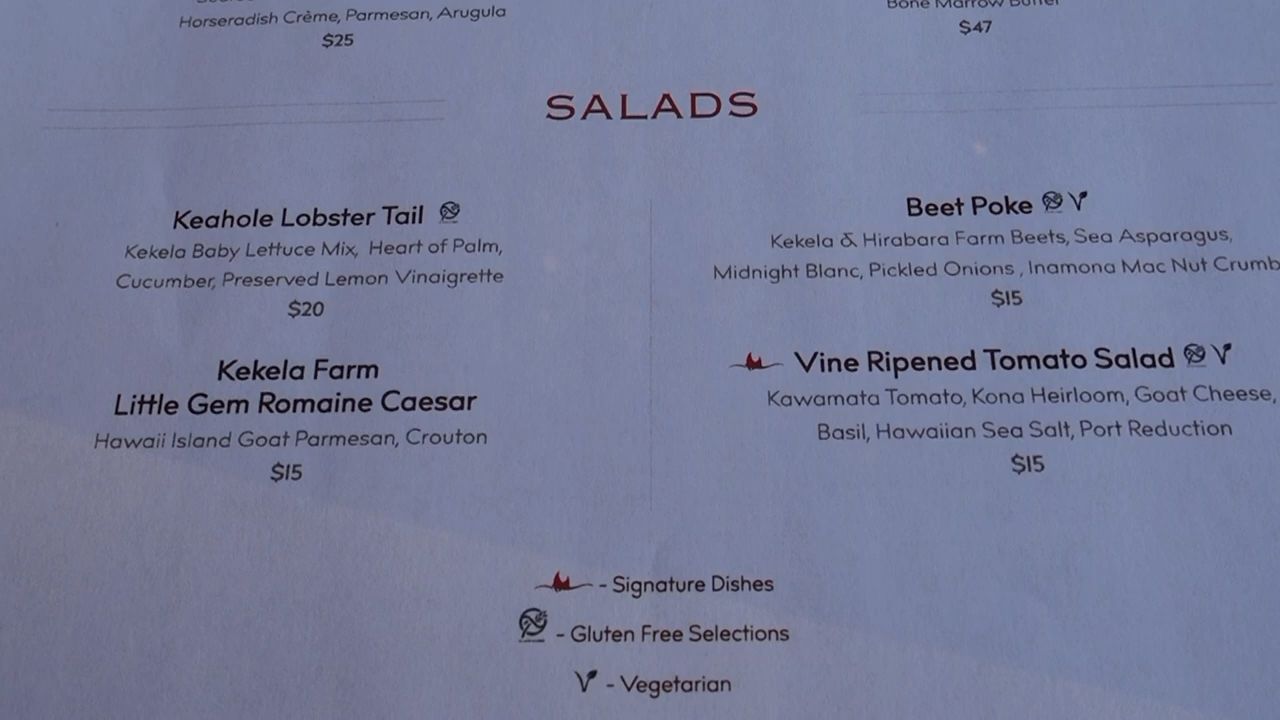 Horseradish Crème, Parmesan, Arugula
$25
Bone Marrow Butter
$47
SALADS
Keahole Lobster Tail
Kekela Baby Lettuce Mix, Heart of Palm,
Cucumber, Preserved Lemon Vinaigrette
$20
Kekela Farm
Little Gem Romaine Caesar
Hawaii Island Goat Parmesan, Crouton
$15
Beet Poke V
Kekela & Hirabara Farm Beets, Sea Asparagus,
Midnight Blanc, Pickled Onions , Inamona Mac Nut Crumb
$15
Vine Ripened Tomato Salad V
Kawamata Tomato, Kona Heirloom, Goat Cheese,
Basil, Hawaiian Sea Salt, Port Reduction
$15
- Signature Dishes
- Gluten Free Selections
V - Vegetarian